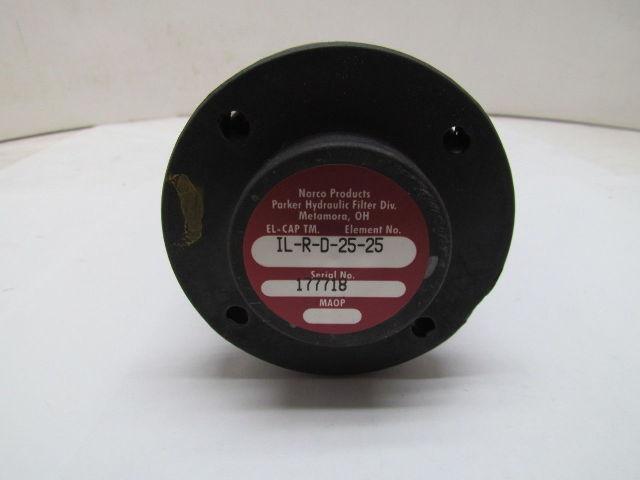 Narco Products
Parker Hydraulic Filter Div.
Metamora, OH
EL-CAP TM. Element No.
IL-R-D-25-25
Serial No.
177718
MAOP